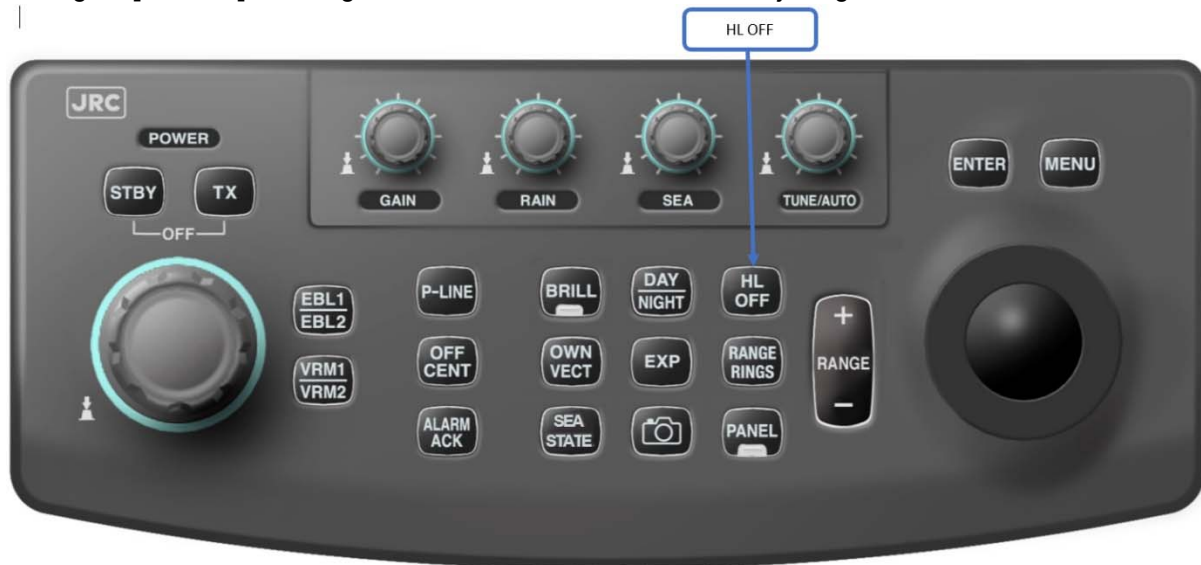 HL OFF
JRC
POWER
STBY
TX
OFF
GAIN
RAIN
SEA
TUNE/AUTO
ENTER
MENU
EBL1
EBL2
VRM1
VRM2
P-LINE
OFF
CENT
ALARM
ACK
BRILL
DAY
NIGHT
HL
OFF
OWN
VECT
EXP
RANGE
RINGS
SEA
STATE
PANEL
+
RANGE
−